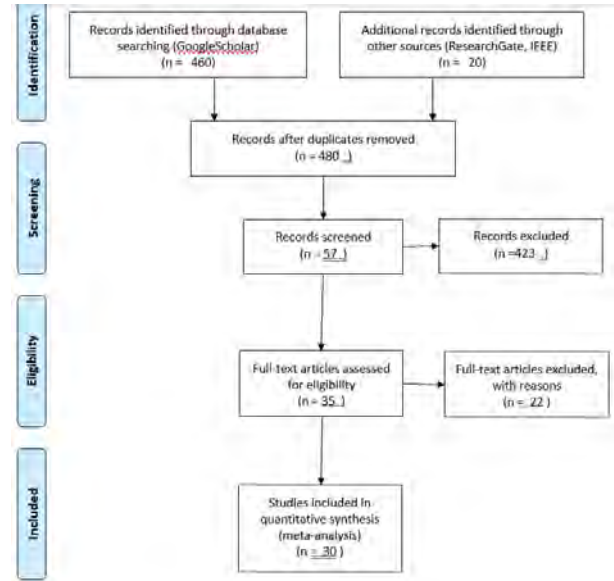 Identification
Records identified through database
searching (GoogleScholar)
(n = 460)
Additional records identified through
other sources (ResearchGate, IEEE)
(n = 20)
Records after duplicates removed
(n = 480 )
Screening
Records screened
(n = 57 )
Records excluded
(n =423 )
Eligibility
Full-text articles assessed
for eligibility
(n = 35 )
Full-text articles excluded,
with reasons
(n = 22 )
Included
Studies included in
quantitative synthesis
(meta-analysis)
(n = 30 )